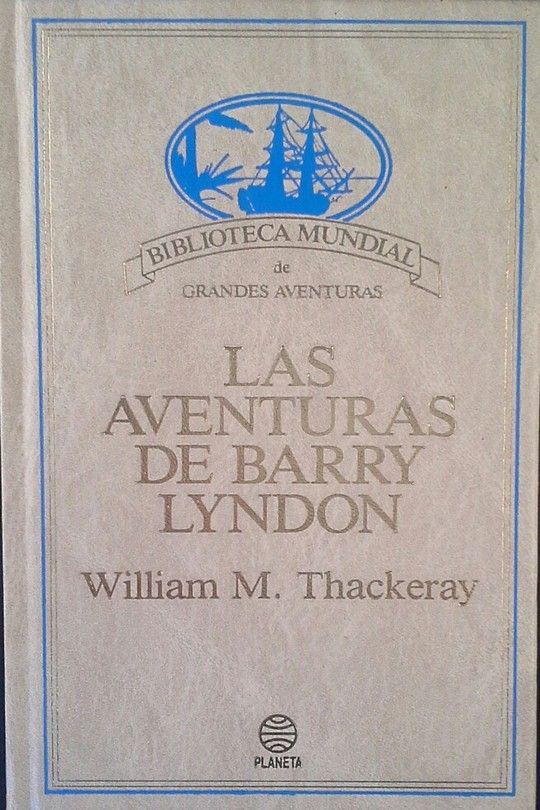 BIBLIOTECA MUNDIAL
de
GRANDES AVENTURAS
LAS
AVENTURAS
DE BARRY
LYNDON
William M. Thackeray
PLANETA